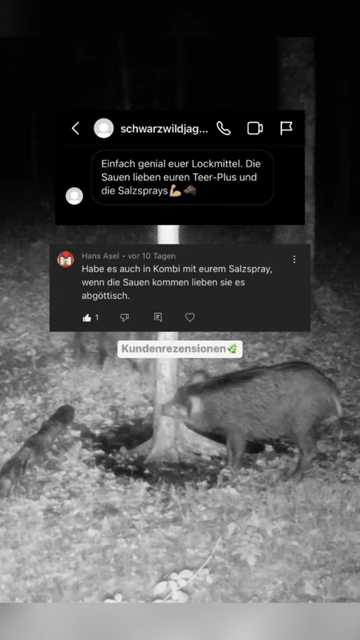 schwarzwildjag...
Einfach genial euer Lockmittel. Die
Sauen lieben euren Teer-Plus und
die Salzsprays💪🏼🐗
Hans Asel • vor 10 Tagen
Habe es auch in Kombi mit eurem Salzspray,
wenn die Sauen kommen lieben sie es
abgöttisch.
1
Kundenrezensionen🌿